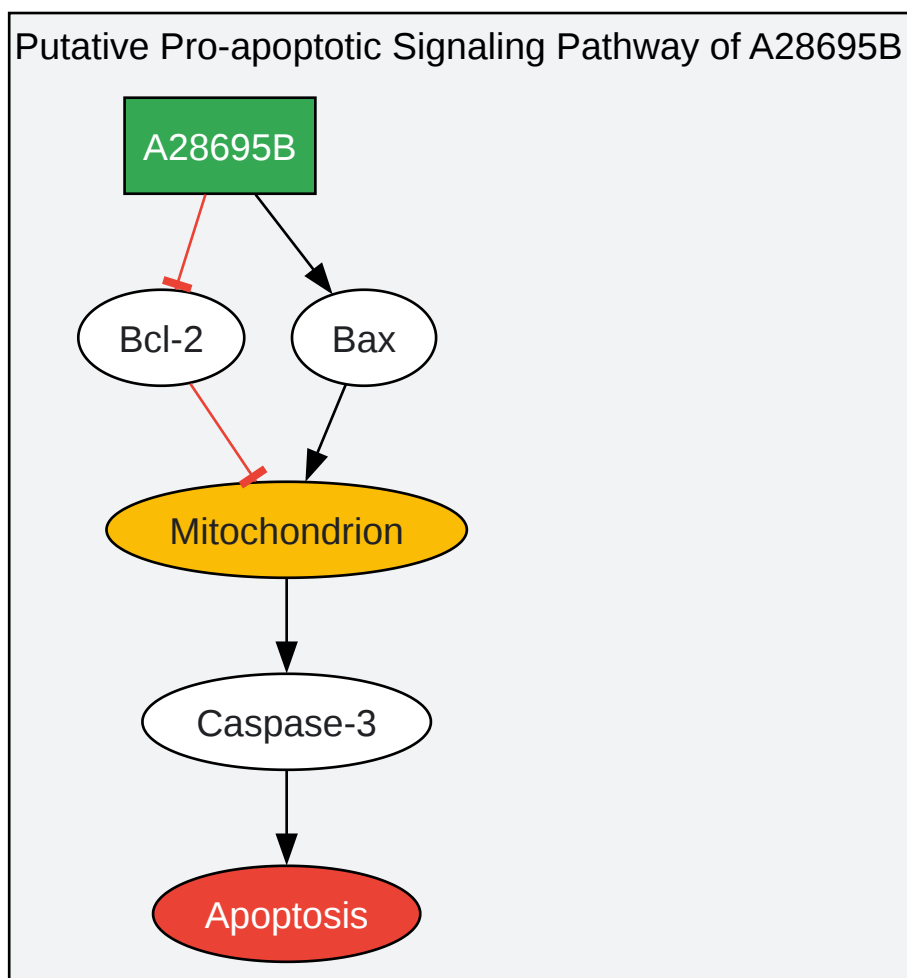 Putative Pro-apoptotic Signaling Pathway of A28695B
A28695B
Bcl-2
Bax
Mitochondrion
Caspase-3
Apoptosis